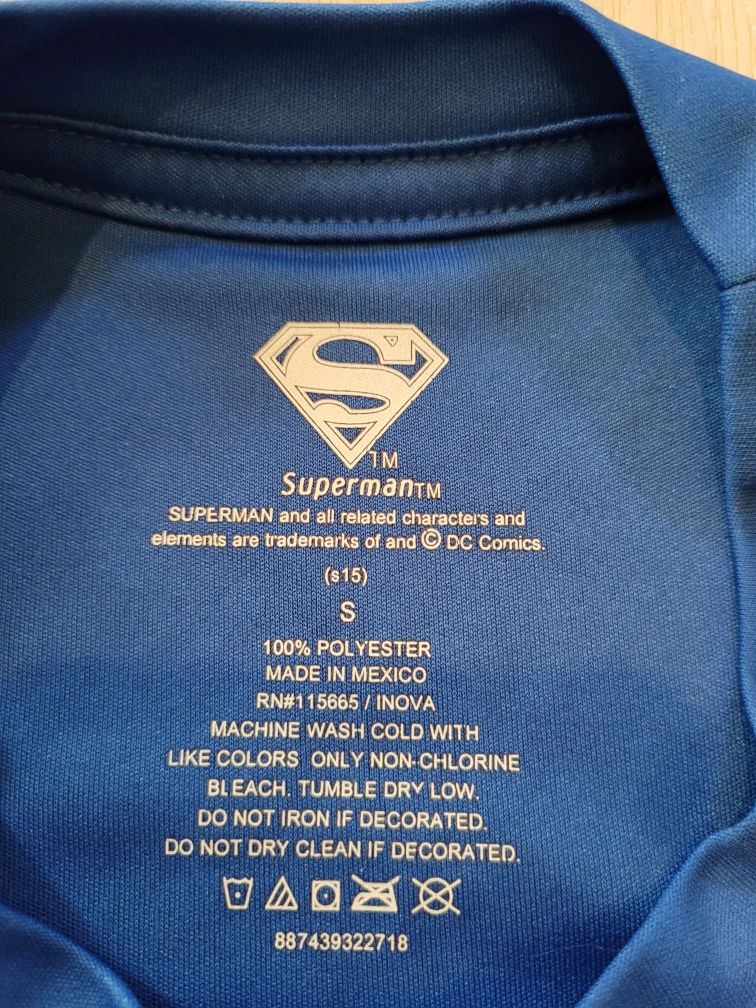 S
TM
Superman™
SUPERMAN and all related characters and
elements are trademarks of and © DC Comics.
(s15)
S
100% POLYESTER
MADE IN MEXICO
RN#115665 / INOVA
MACHINE WASH COLD WITH
LIKE COLORS ONLY NON-CHLORINE
BLEACH. TUMBLE DRY LOW.
DO NOT IRON IF DECORATED.
DO NOT DRY CLEAN IF DECORATED.
887439322718